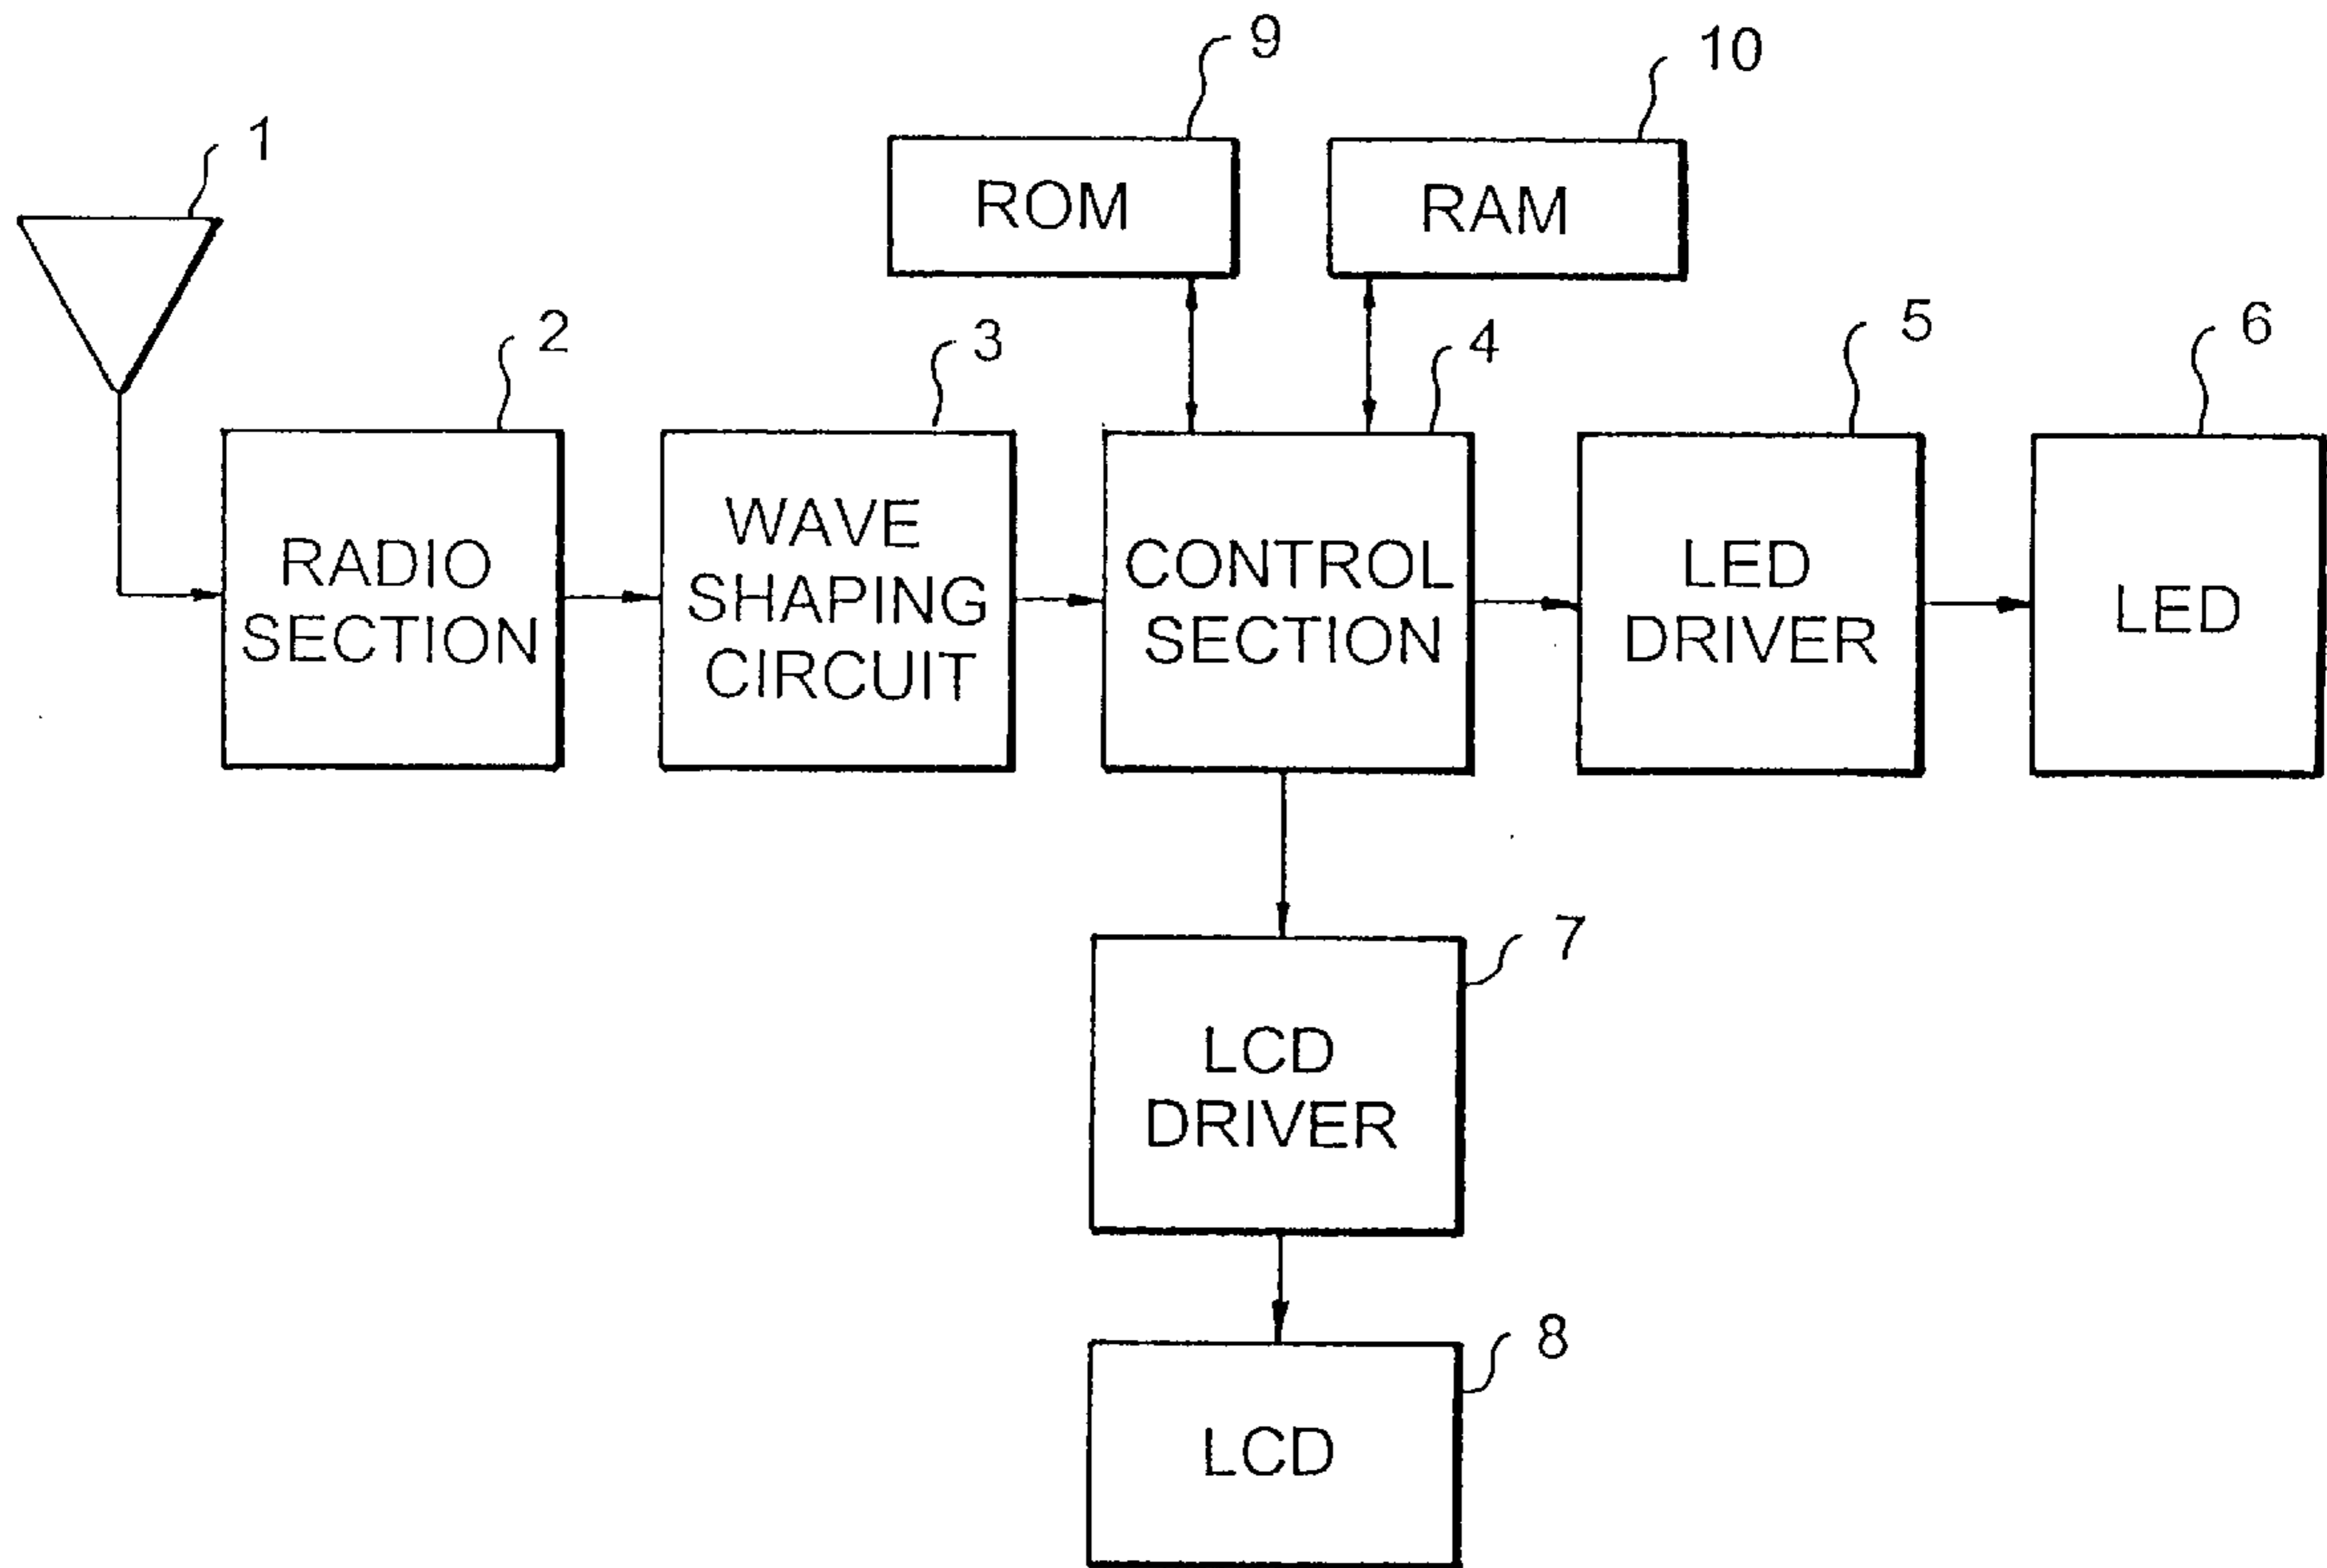 9
10
1
ROM
RAM
2
3
4
5
6
RADIO
SECTION
WAVE
SHAPING
CIRCUIT
CONTROL
SECTION
LED
DRIVER
LED
7
LCD
DRIVER
8
LCD